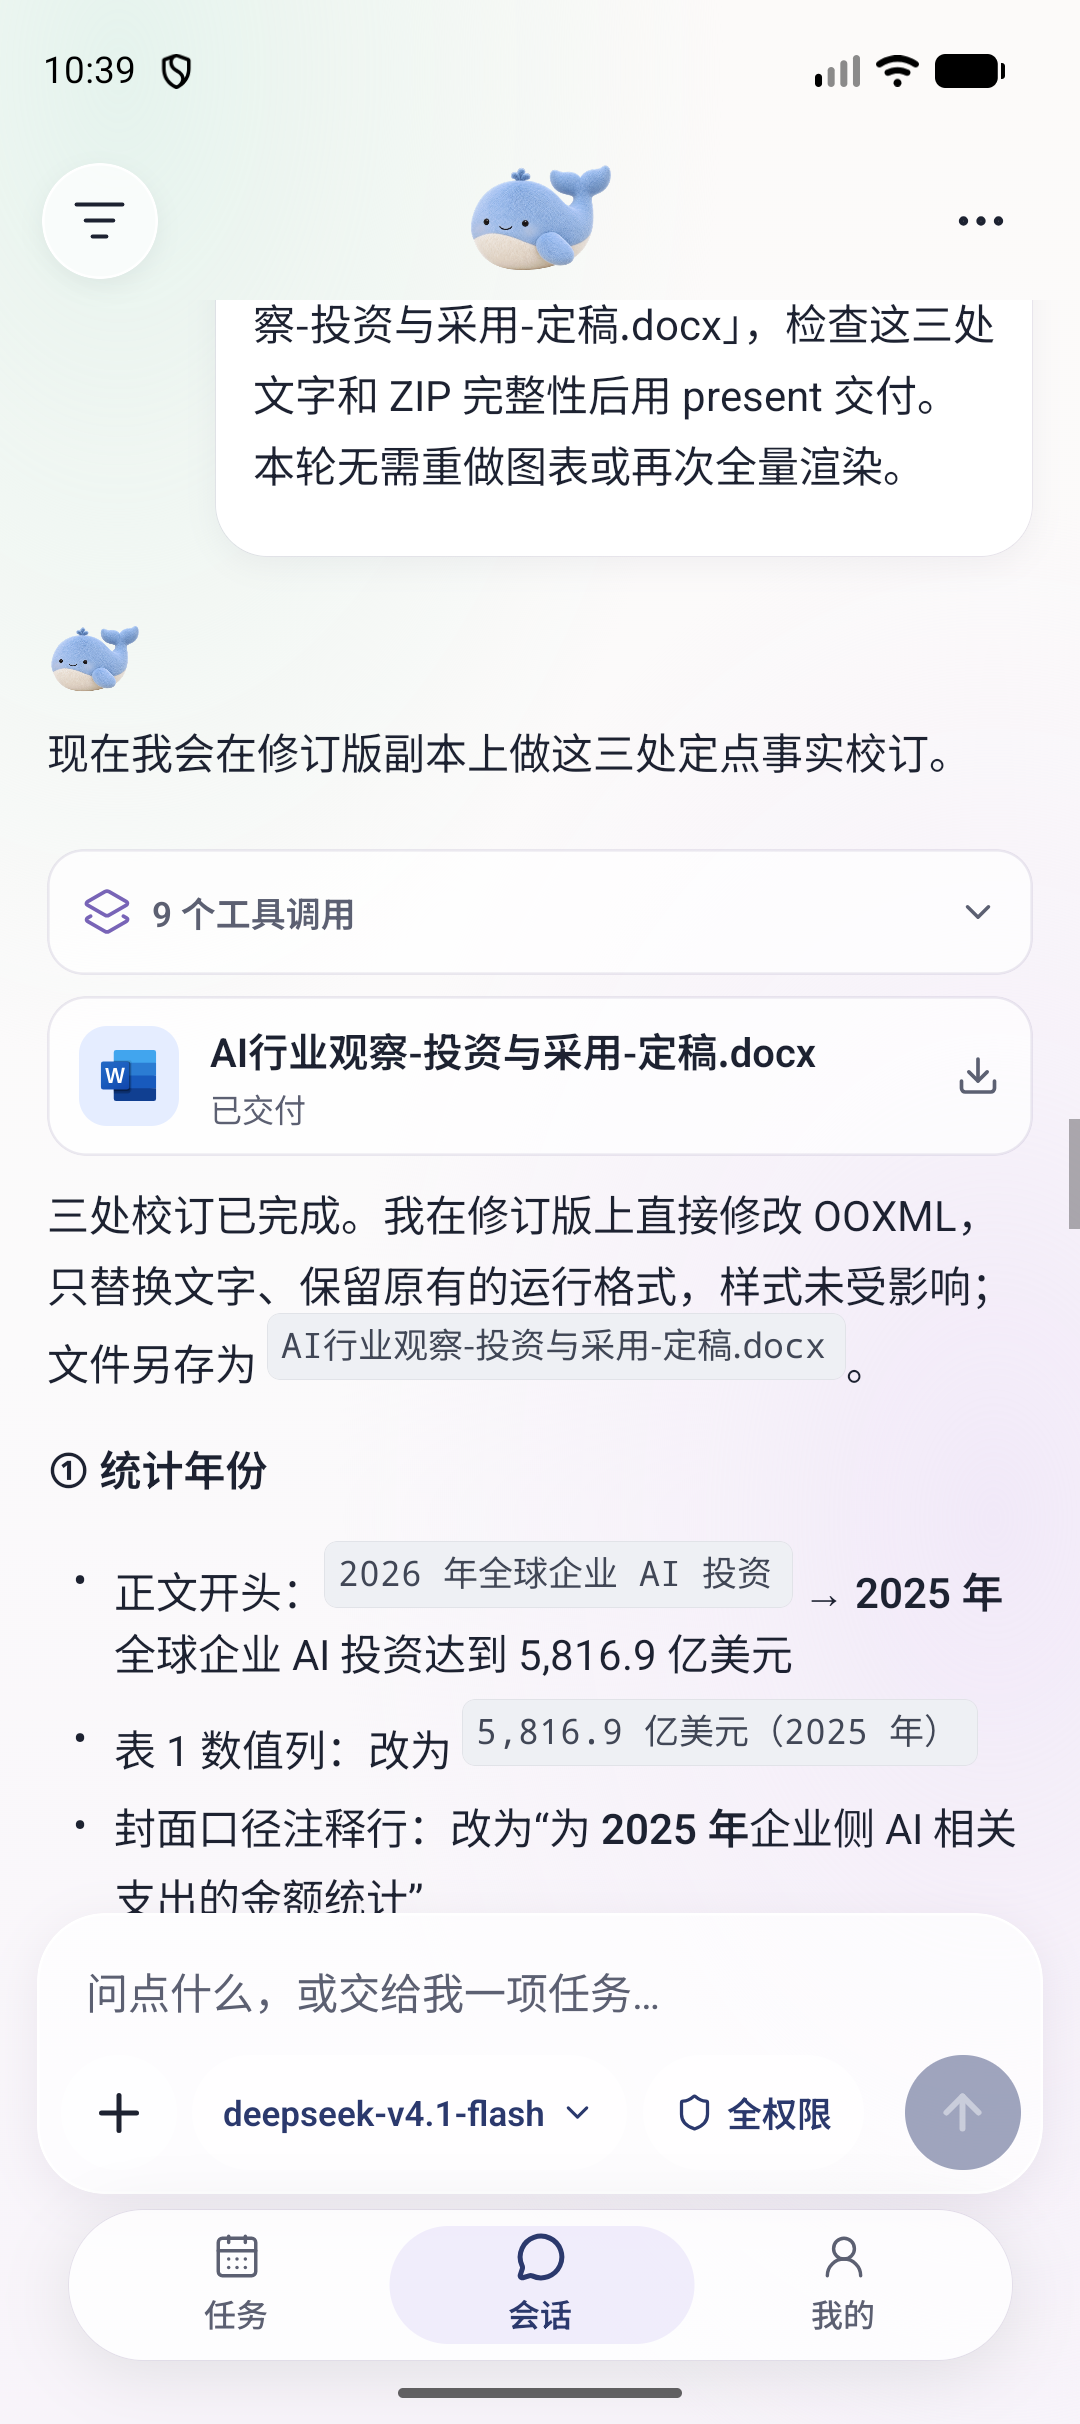 10:39
察-投资与采用-定稿.docx」，检查这三处
文字和 ZIP 完整性后用 present 交付。
本轮无需重做图表或再次全量渲染。
现在我会在修订版副本上做这三处定点事实校订。
9 个工具调用
W
AI行业观察-投资与采用-定稿.docx
已交付
三处校订已完成。我在修订版上直接修改 OOXML，
只替换文字、保留原有的运行格式，样式未受影响；
文件另存为 AI行业观察-投资与采用-定稿.docx 。
① 统计年份
• 正文开头： 2026 年全球企业 AI 投资 → 2025 年
全球企业 AI 投资达到 5,816.9 亿美元
• 表 1 数值列：改为 5,816.9 亿美元（2025 年）
• 封面口径注释行：改为“为 2025 年企业侧 AI 相关
支出的金额统计”
问点什么，或交给我一项任务...
deepseek-v4.1-flash
全权限
任务
会话
我的